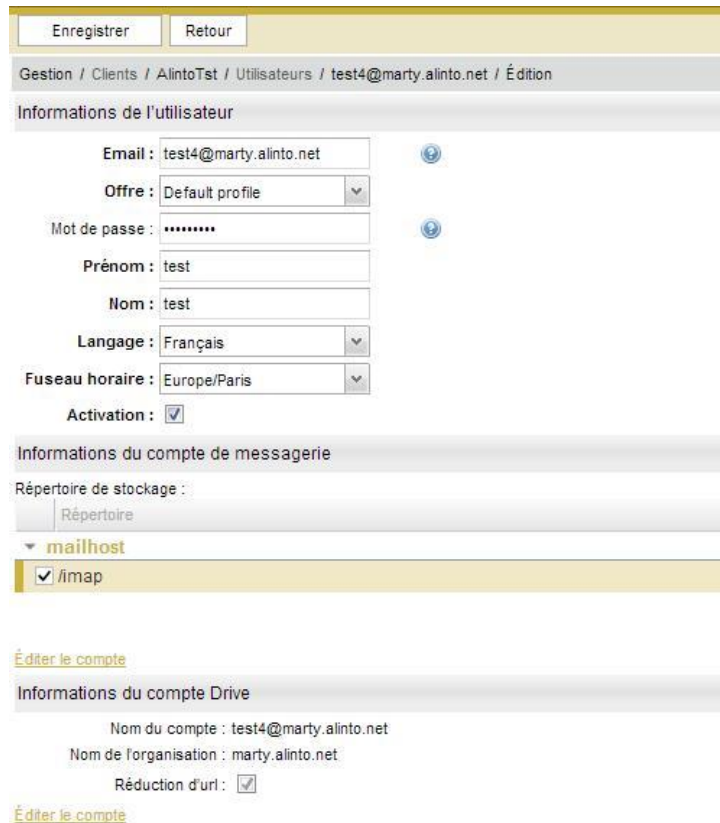 Enregistrer Retour
Gestion / Clients / AlintoTst / Utilisateurs / test4@marty.alinto.net / Édition
Informations de l'utilisateur
Email : test4@marty.alinto.net
Offre : Default profile
Mot de passe : •••••••••
Prénom : test
Nom : test
Langage : Français
Fuseau horaire : Europe/Paris
Activation :
Informations du compte de messagerie
Répertoire de stockage :
Répertoire
mailhost
/imap
Éditer le compte
Informations du compte Drive
Nom du compte : test4@marty.alinto.net
Nom de l'organisation : marty.alinto.net
Réduction d'url :
Éditer le compte